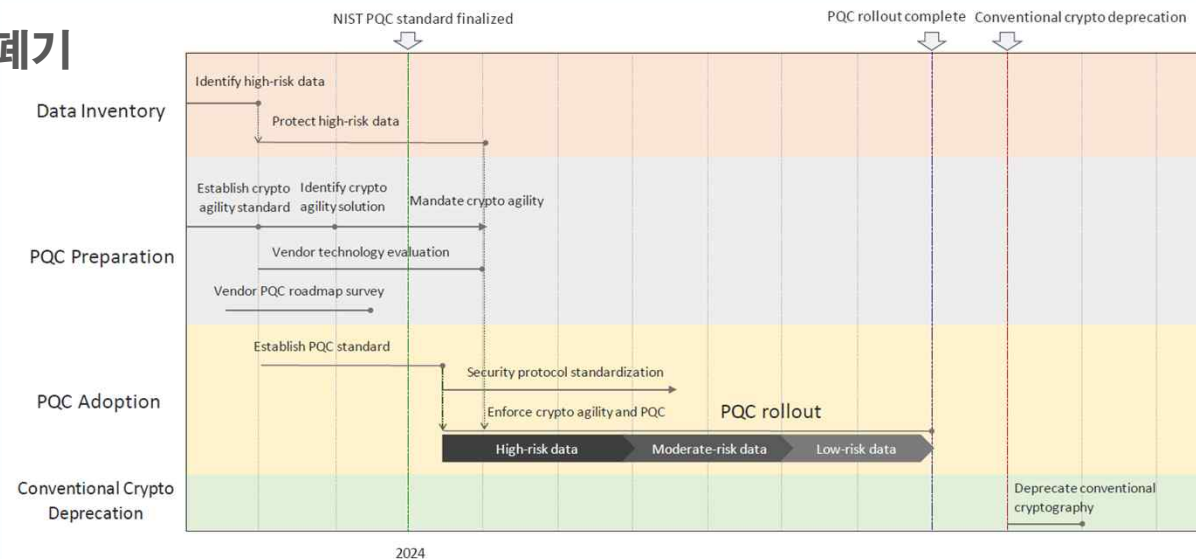 폐기
NIST PQC standard finalized
PQC rollout complete
Conventional crypto deprecation
Data Inventory
Identify high-risk data
Protect high-risk data
PQC Preparation
Establish crypto
agility standard
Identify crypto
agility solution
Mandate crypto agility
Vendor technology evaluation
Vendor PQC roadmap survey
PQC Adoption
Establish PQC standard
Security protocol standardization
Enforce crypto agility and PQC
PQC rollout
High-risk data
Moderate-risk data
Low-risk data
Conventional Crypto
Deprecation
Deprecate conventional
cryptography
2024